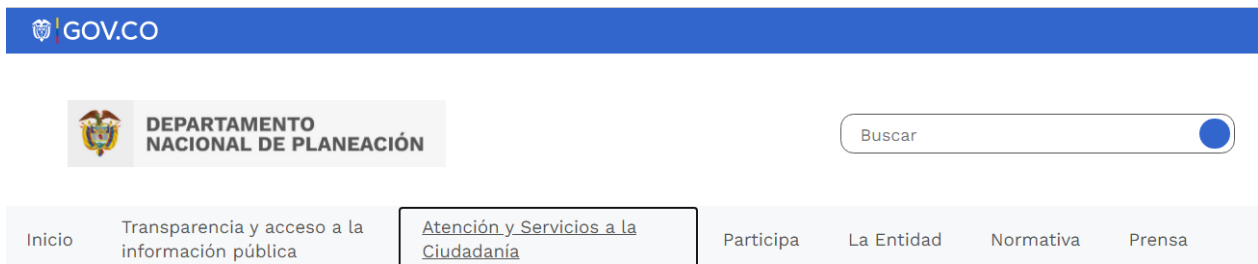 GOV.CO
DEPARTAMENTO
NACIONAL DE PLANEACIÓN
Buscar
Inicio
Transparencia y acceso a la
información pública
Atención y Servicios a la
Ciudadanía
Participa
La Entidad
Normativa
Prensa